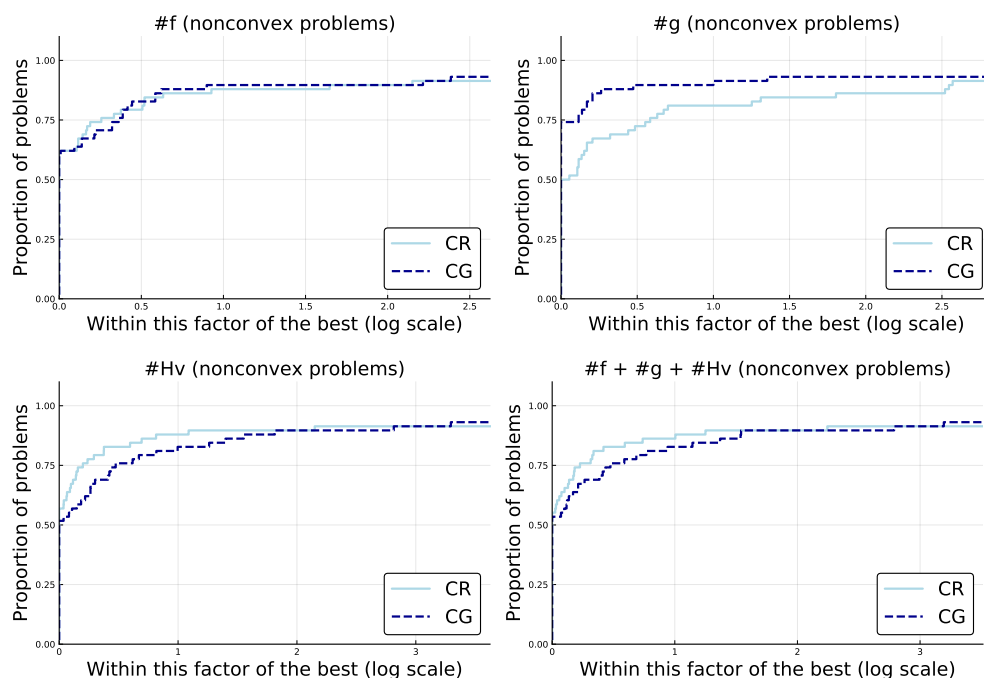 #f (nonconvex problems)
Proportion of problems
1.00
0.75
0.50
0.25
0.00
0.0 0.5 1.0 1.5 2.0 2.5
Within this factor of the best (log scale)
CR
CG
#g (nonconvex problems)
Proportion of problems
1.00
0.75
0.50
0.25
0.00
0.0 0.5 1.0 1.5 2.0 2.5
Within this factor of the best (log scale)
CR
CG
#Hv (nonconvex problems)
Proportion of problems
1.00
0.75
0.50
0.25
0.00
0 1 2 3
Within this factor of the best (log scale)
CR
CG
#f + #g + #Hv (nonconvex problems)
Proportion of problems
1.00
0.75
0.50
0.25
0.00
0 1 2 3
Within this factor of the best (log scale)
CR
CG